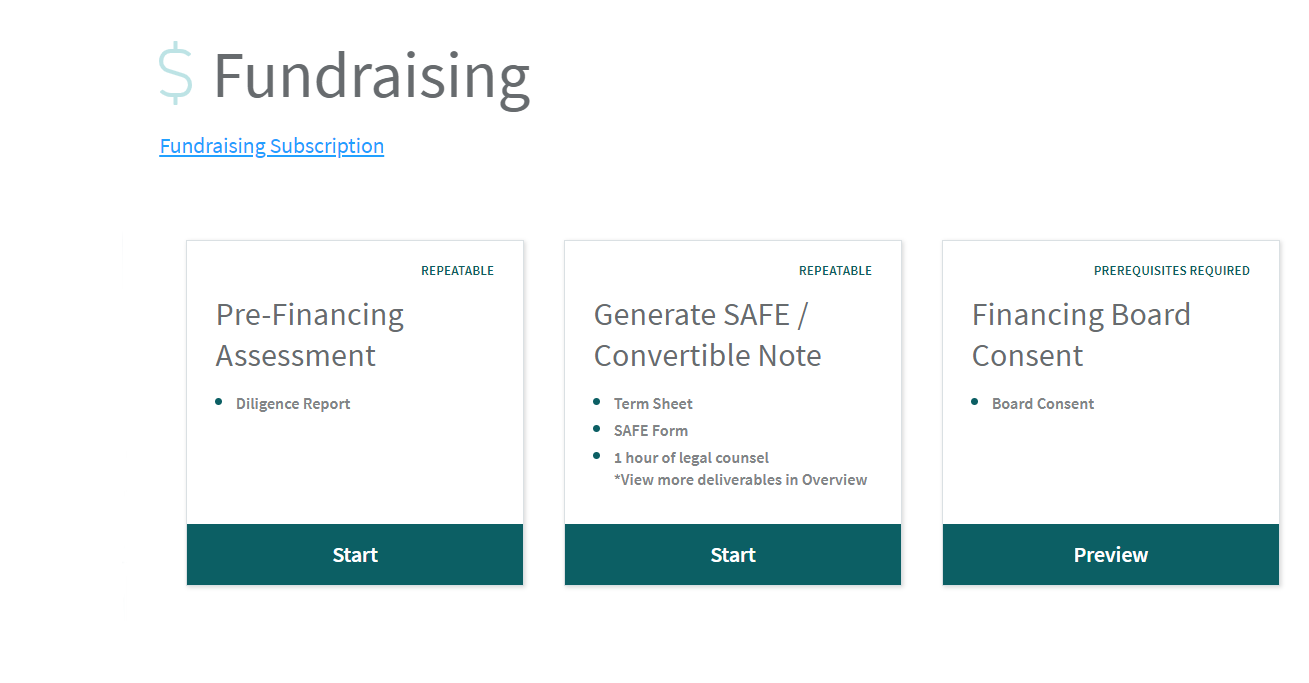 $ Fundraising
Fundraising Subscription
REPEATABLE
Pre-Financing
Assessment
Diligence Report
Start
REPEATABLE
Generate SAFE /
Convertible Note
Term Sheet
SAFE Form
1 hour of legal counsel
*View more deliverables in Overview
Start
PREREQUISITES REQUIRED
Financing Board
Consent
Board Consent
Preview